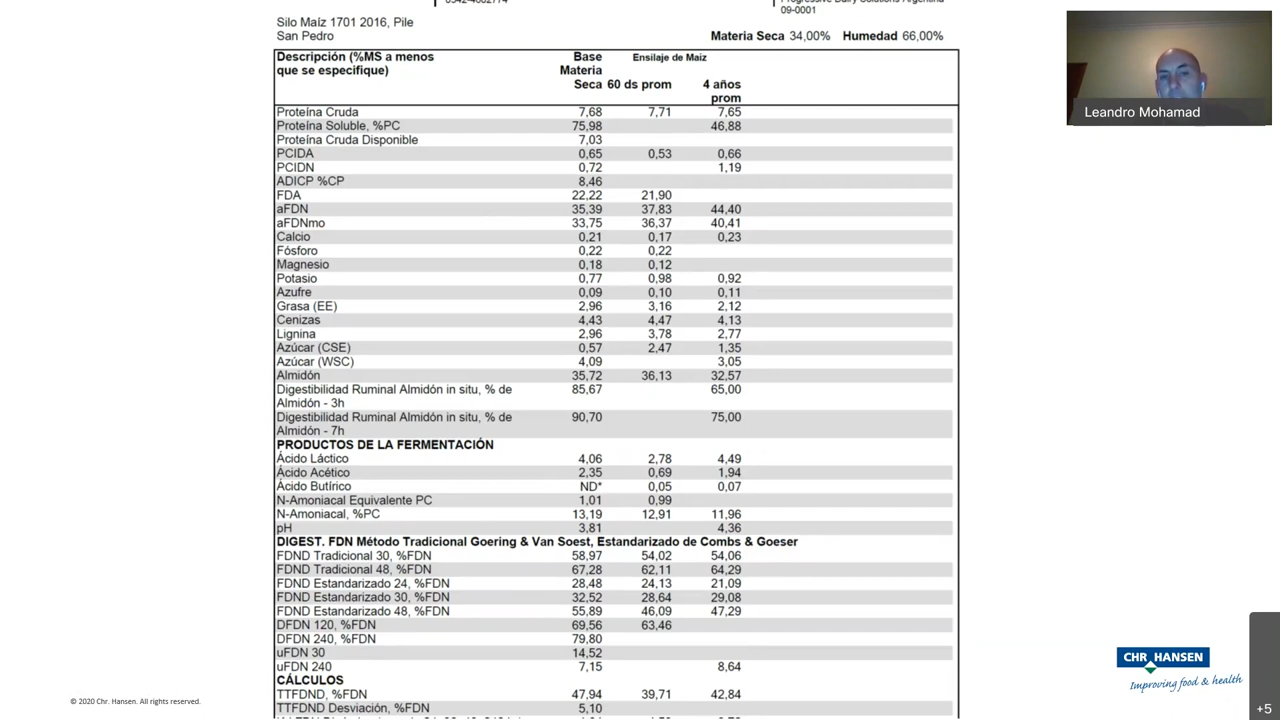 Progressive Dairy Solutions Argentina
09-0001
Silo Maíz 1701 2016, Pile
San Pedro
Materia Seca 34,00% Humedad 66,00%
Descripción (%MS a menos que se especifique) Base Materia Seca Ensilaje de Maiz 60 ds prom 4 años prom
Proteína Cruda 7,68 7,71 7,65
Proteína Soluble, %PC 75,98 46,88
Proteína Cruda Disponible 7,03
PCIDA 0,65 0,53 0,66
PCIDN 0,72 1,19
ADICP %CP 8,46
FDA 22,22 21,90
aFDN 35,39 37,83 44,40
aFDNmo 33,75 36,37 40,41
Calcio 0,21 0,17 0,23
Fósforo 0,22 0,22
Magnesio 0,18 0,12
Potasio 0,77 0,98 0,92
Azufre 0,09 0,10 0,11
Grasa (EE) 2,96 3,16 2,12
Cenizas 4,43 4,47 4,13
Lignina 2,96 3,78 2,77
Azúcar (CSE) 0,57 2,47 1,35
Azúcar (WSC) 4,09 3,05
Almidón 35,72 36,13 32,57
Digestibilidad Ruminal Almidón in situ, % de 85,67 65,00
Almidón - 3h
Digestibilidad Ruminal Almidón in situ, % de 90,70 75,00
Almidón - 7h
PRODUCTOS DE LA FERMENTACIÓN
Ácido Láctico 4,06 2,78 4,49
Ácido Acético 2,35 0,69 1,94
Ácido Butírico ND* 0,05 0,07
N-Amoniacal Equivalente PC 1,01 0,99
N-Amoniacal, %PC 13,19 12,91 11,96
pH 3,81 4,36
DIGEST. FDN Método Tradicional Goering & Van Soest, Estandarizado de Combs & Goeser
FDND Tradicional 30, %FDN 58,97 54,02 54,06
FDND Tradicional 48, %FDN 67,28 62,11 64,29
FDND Estandarizado 24, %FDN 28,48 24,13 21,09
FDND Estandarizado 30, %FDN 32,52 28,64 29,08
FDND Estandarizado 48, %FDN 55,89 46,09 47,29
DFDN 120, %FDN 69,56 63,46
DFDN 240, %FDN 79,80
uFDN 30 14,52
uFDN 240 7,15 8,64
CÁLCULOS
TTFDND, %FDN 47,94 39,71 42,84
TTFDND Desviación, %FDN 5,10
Leandro Mohamad
CHR HANSEN
Improving food & health
© 2020 Chr. Hansen. All rights reserved.
+5